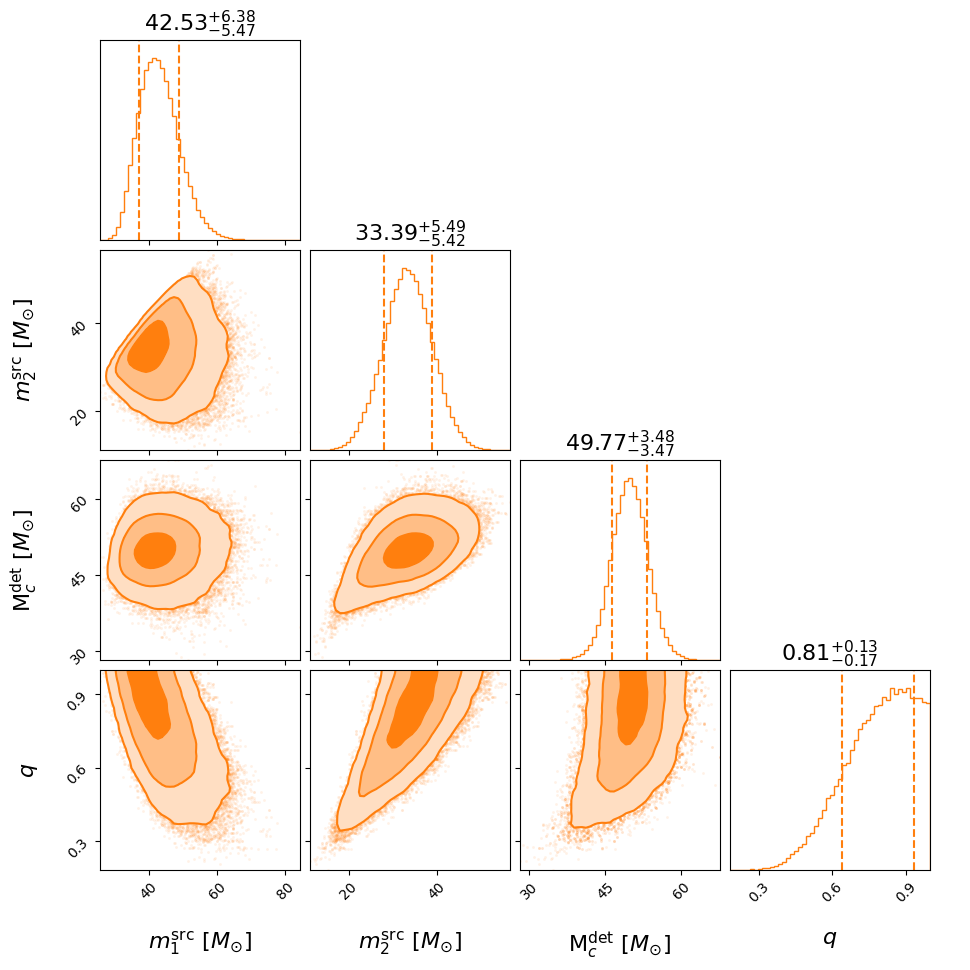 42.53^{+6.38}_{-5.47}
33.39^{+5.49}_{-5.42}
40
20
m_2^{src} [M_⊙]
49.77^{+3.48}_{-3.47}
60
45
30
M_c^{det} [M_⊙]
0.81^{+0.13}_{-0.17}
0.9
0.6
0.3
q
40 60 80 20 40 30 45 60 0.3 0.6 0.9
m_1^{src} [M_⊙] m_2^{src} [M_⊙] M_c^{det} [M_⊙] q